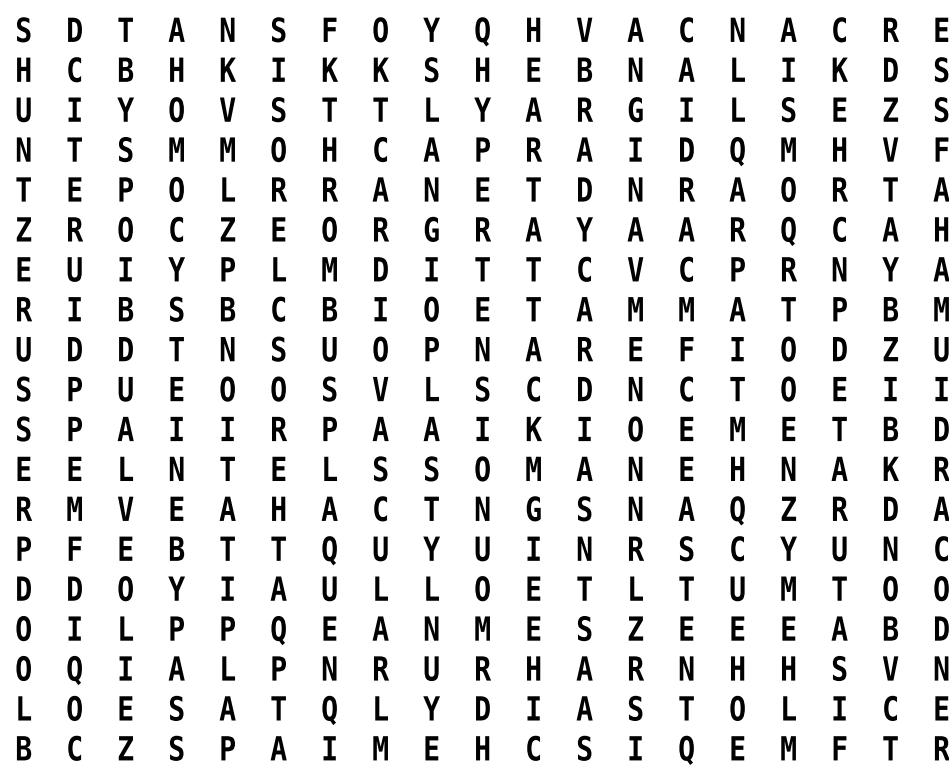 S D T A N S F O Y Q H V A C N A C R E
H C B H K I K K S H E B N A L I K D S
U I Y O V S T T L Y A R G I L S E Z S
N T S M M O H C A P R A I D Q M H V F
T E P O L R R A N E T D N R A O R T A
Z R O C Z E O R G R A Y A A R Q C A H
E U I Y P L M D I T T C V C P R N Y A
R I B S B C B I O E T A M M A T P B M
U D D T N S U O P N A R E F I O D Z U
S P U E O O S V L S C D N C T O E I I
S P A I I R P A A I K I O E M E T B D
E E L N T E L S S O M A N E H N A K R
R M V E A H A C T N G S N A Q Z R D A
P F E B T T Q U Y U I N R S C Y U N C
D D O Y I A U L L O E T L T U M T O O
O I L P P Q E A N M E S Z E E E A B D
O Q I A L P N R U R H A R N H H S V N
L O E S A T Q L Y D I A S T O L I C E
B C Z S P A I M E H C S I Q E M F T R